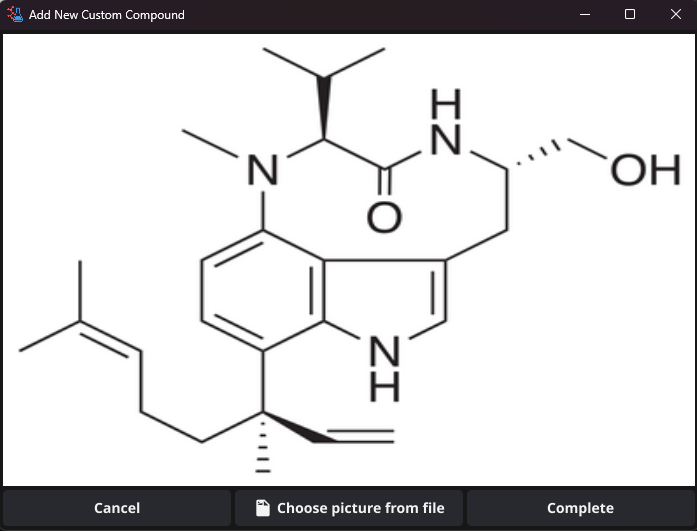 Add New Custom Compound
H
N
N
OH
O
N
H
Cancel
Choose picture from file
Complete